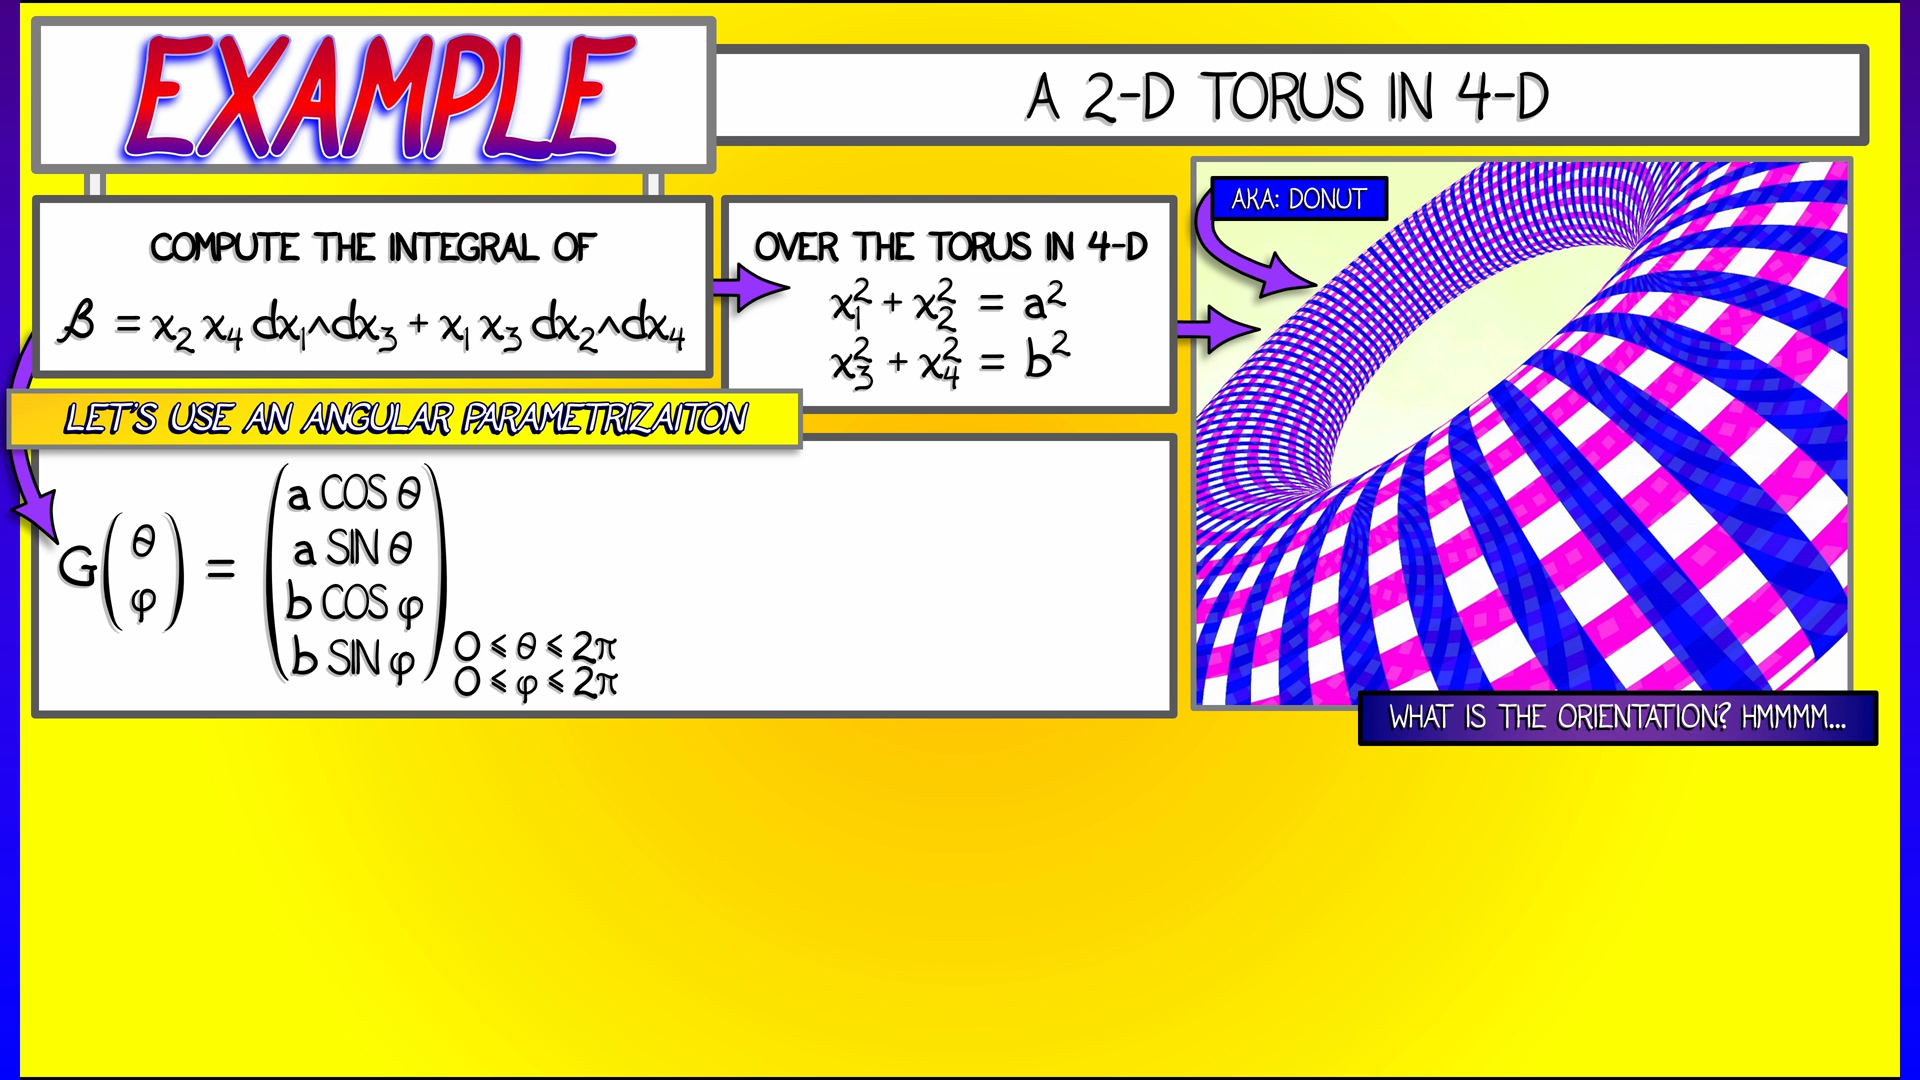 EXAMPLE
A 2-D TORUS IN 4-D
COMPUTE THE INTEGRAL OF
β = x₂ x₄ dx₁∧dx₃ + x₁ x₃ dx₂∧dx₄
OVER THE TORUS IN 4-D
x₁² + x₂² = a²
x₃² + x₄² = b²
AKA: DONUT
LET'S USE AN ANGULAR PARAMETRIZAITON
G(θ φ) =
a COS θ
a SIN θ
b COS φ
b SIN φ
0 ≤ θ ≤ 2π
0 ≤ φ ≤ 2π
WHAT IS THE ORIENTATION? HMMMM...